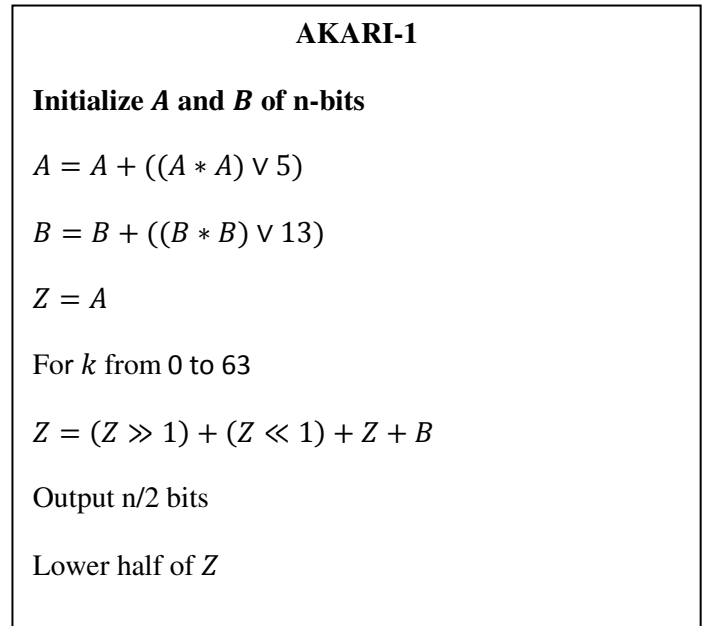 AKARI-1
Initialize A and B of n-bits
A = A + ((A ∗ A) ∨ 5)
B = B + ((B ∗ B) ∨ 13)
Z = A
For k from 0 to 63
Z = (Z ≫ 1) + (Z ≪ 1) + Z + B
Output n/2 bits
Lower half of Z